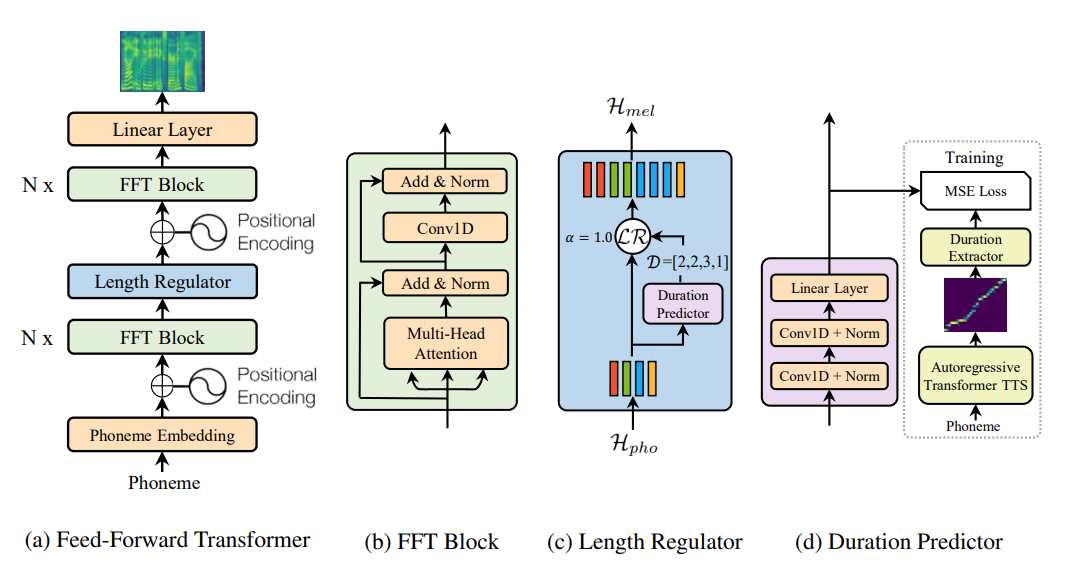 Linear Layer
N x
FFT Block
Positional
Encoding
Length Regulator
N x
FFT Block
Positional
Encoding
Phoneme Embedding
Phoneme
(a) Feed-Forward Transformer
Add & Norm
Conv1D
Add & Norm
Multi-Head
Attention
(b) FFT Block
ℋ_mel
α = 1.0
ℒℛ
𝒟=[2,2,3,1]
Duration
Predictor
ℋ_pho
(c) Length Regulator
Linear Layer
Conv1D + Norm
Conv1D + Norm
Training
MSE Loss
Duration
Extractor
Autoregressive
Transformer TTS
Phoneme
(d) Duration Predictor